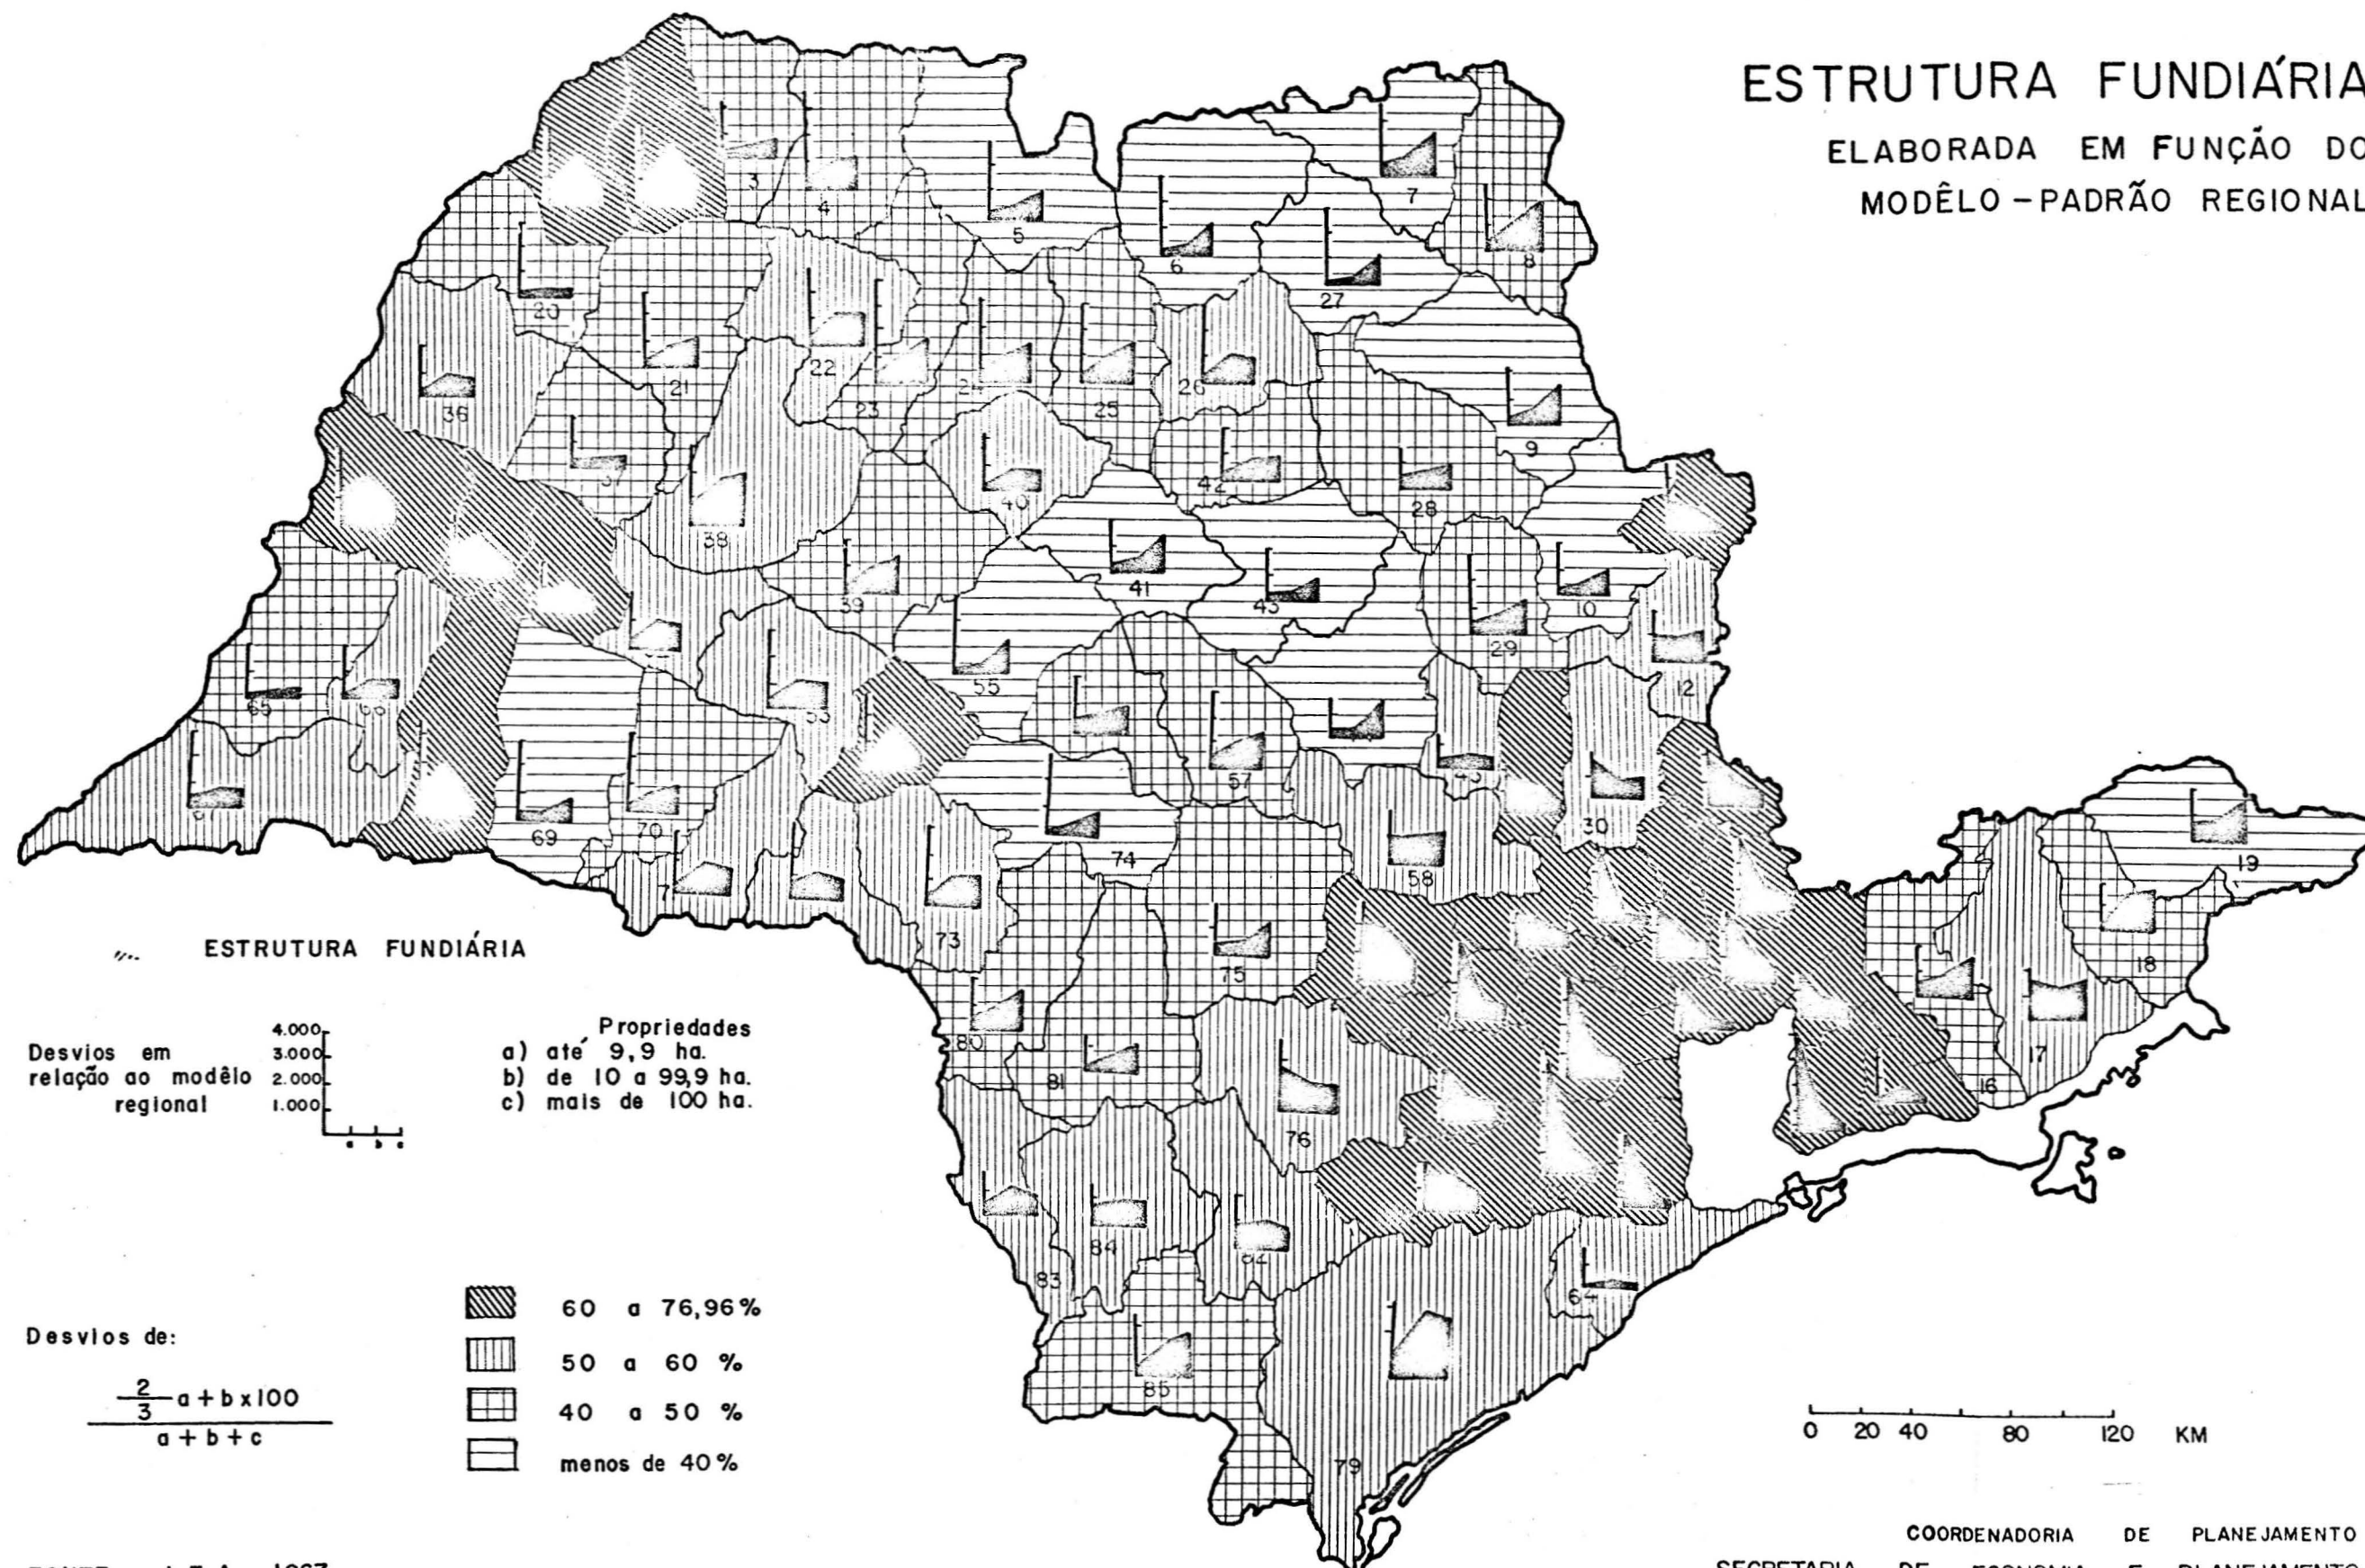 ESTRUTURA FUNDIÁRIA
ELABORADA EM FUNÇÃO DO
MODÊLO – PADRÃO REGIONAL
3
4
5
6
7
8
20
21
22
23
24
25
26
27
9
36
37
38
39
40
41
42
43
28
29
10
12
55
57
30
58
65
69
70
73
74
75
76
80
81
83
84
85
64
79
16
17
18
19
ESTRUTURA FUNDIÁRIA
Desvios em
relação ao modêlo
regional
4.000
3.000
2.000
1.000
a b c
Propriedades
a) até 9,9 ha.
b) de 10 a 99,9 ha.
c) mais de 100 ha.
Desvios de:
2
3
a + b x 100
a + b + c
60 a 76,96%
50 a 60 %
40 a 50 %
menos de 40%
0 20 40 80 120 KM
COORDENADORIA DE PLANEJAMENTO